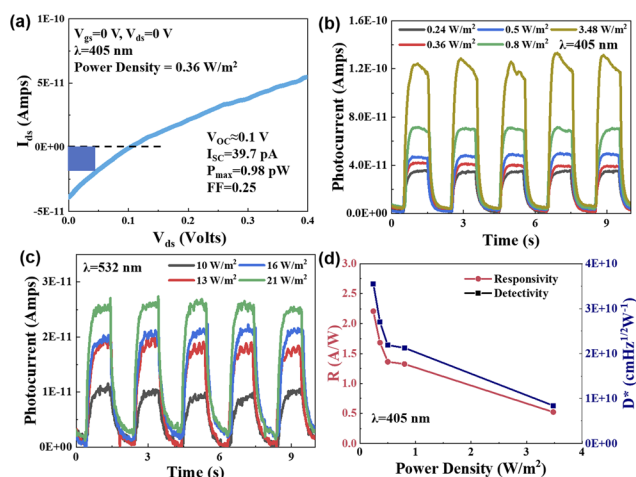 (a)
V_gs=0 V, V_ds=0 V
λ=405 nm
Power Density = 0.36 W/m²
V_OC≈0.1 V
I_SC=39.7 pA
P_max=0.98 pW
FF=0.25
I_ds (Amps)
5E-11
0E+00
-5E-11
0.0 0.1 0.2 0.3 0.4
V_ds (Volts)
(b)
0.24 W/m² 0.5 W/m² 3.48 W/m²
0.36 W/m² 0.8 W/m² λ=405 nm
Photocurrent (Amps)
1.6E-10
1.2E-10
8.0E-11
4.0E-11
0.0E+00
0 2 4 6 8 10
Time (s)
(c)
λ=532 nm
10 W/m² 16 W/m²
13 W/m² 21 W/m²
Photocurrent (Amps)
3E-11
2E-11
1E-11
0E+00
0 2 4 6 8 10
Time (s)
(d)
Responsivity
Detectivity
R (A/W)
3.0
2.5
2.0
1.5
1.0
0.5
0.0
D* (cmHz^1/2W^-1)
4E+10
3E+10
2E+10
1E+10
0E+00
λ=405 nm
0 1 2 3 4
Power Density (W/m²)